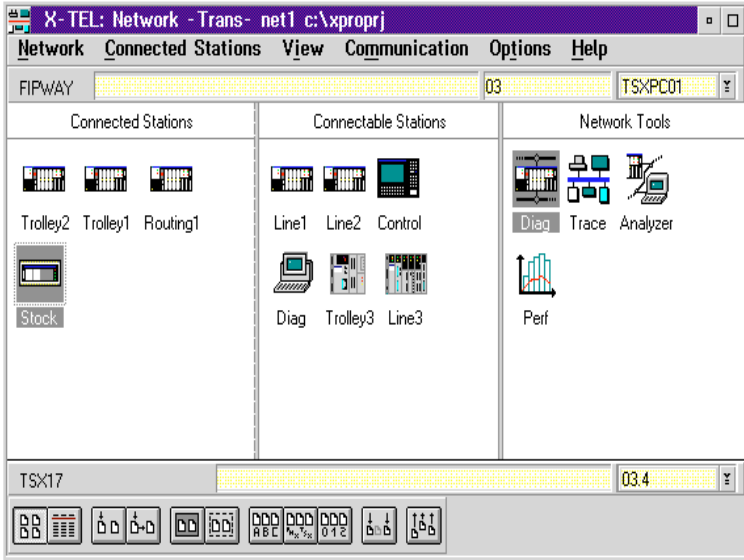 X-TEL: Network - Trans- net1 c:\xproprj
Network Connected Stations View Communication Options Help
FIPWAY 03 TSXPC01
Connected Stations Connectable Stations Network Tools
Trolley2 Trolley1 Routing1 Line1 Line2 Control Diag Trace Analyzer
Stock Diag Trolley3 Line3 Perf
TSX17 03.4
ABC 012